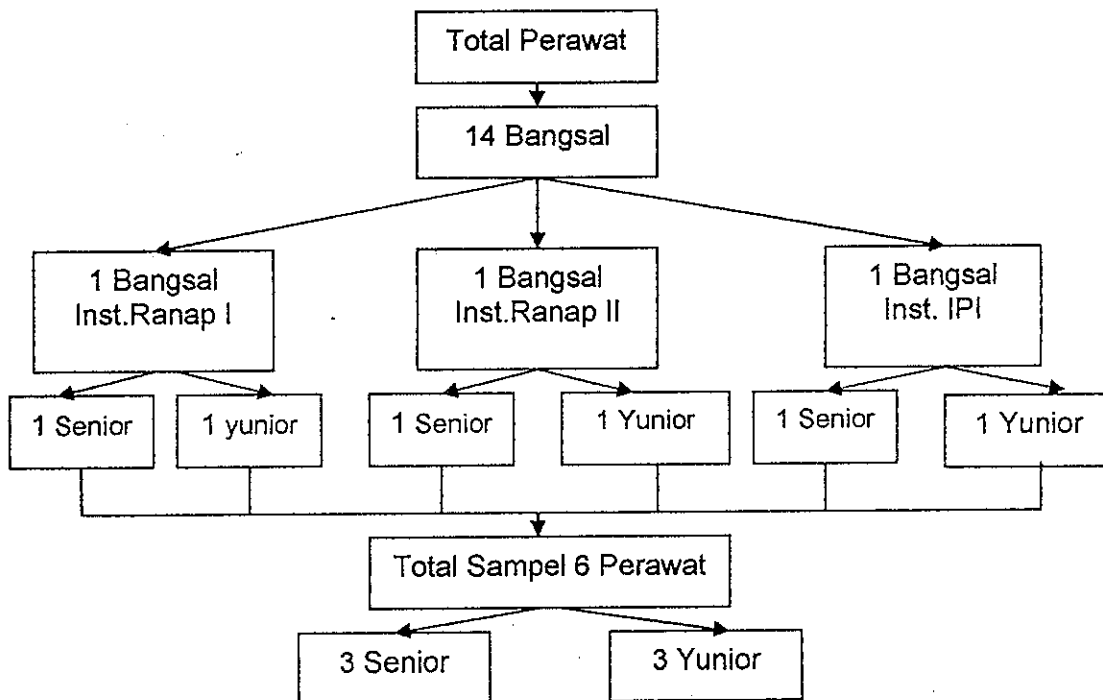 Total Perawat
14 Bangsal
1 Bangsal
Inst.Ranap I
1 Bangsal
Inst.Ranap II
1 Bangsal
Inst. IPI
1 Senior
1 yunior
1 Senior
1 Yunior
1 Senior
1 Yunior
Total Sampel 6 Perawat
3 Senior
3 Yunior